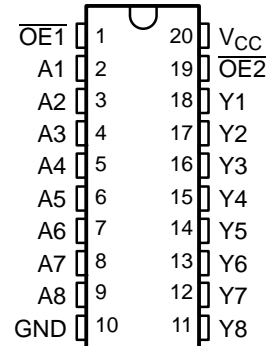 OE1 1 20 VCC
A1 2 19 OE2
A2 3 18 Y1
A3 4 17 Y2
A4 5 16 Y3
A5 6 15 Y4
A6 7 14 Y5
A7 8 13 Y6
A8 9 12 Y7
GND 10 11 Y8